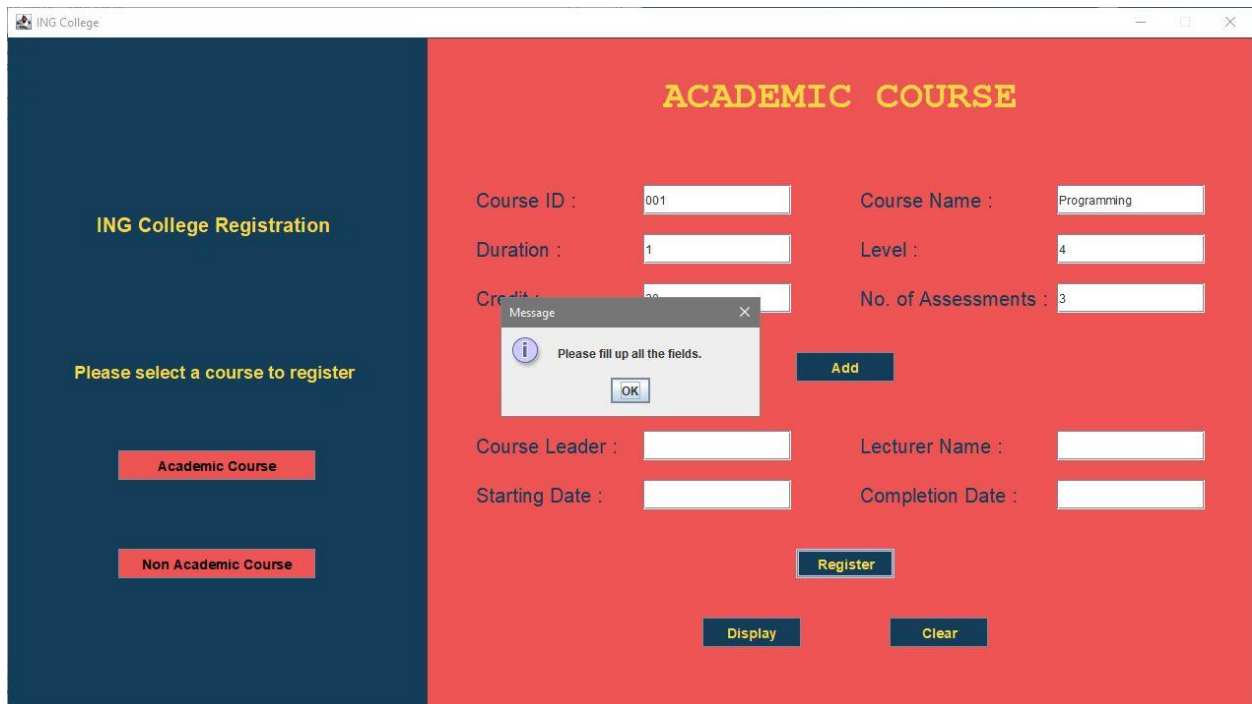 ING College
ACADEMIC COURSE
ING College Registration
Please select a course to register
Academic Course
Non Academic Course
Course ID : 001 Course Name : Programming
Duration : 1 Level : 4
No. of Assessments : 3
Message
Please fill up all the fields.
OK
Add
Course Leader : Lecturer Name :
Starting Date : Completion Date :
Register
Display Clear